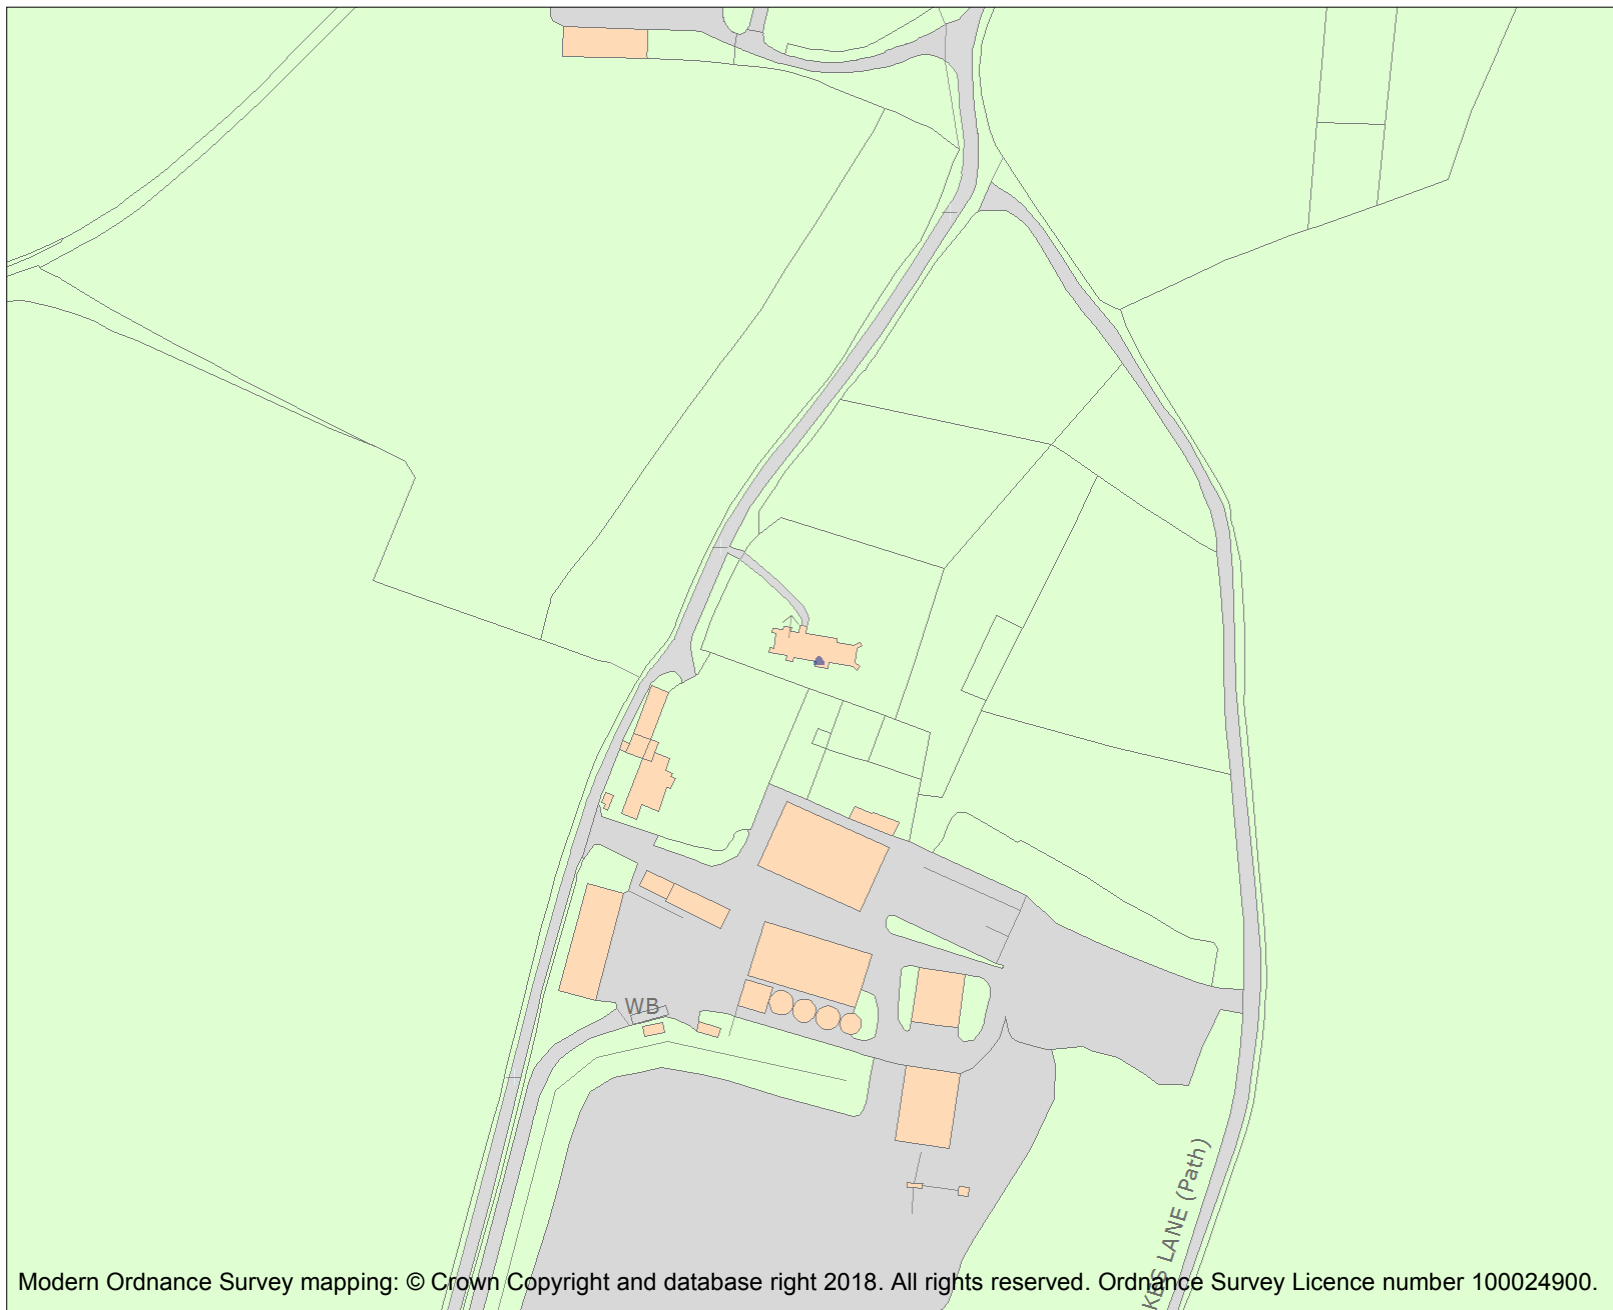 WB
KES LANE (Path)
Modern Ordnance Survey mapping: © Crown Copyright and database right 2018. All rights reserved. Ordnance Survey Licence number 100024900.